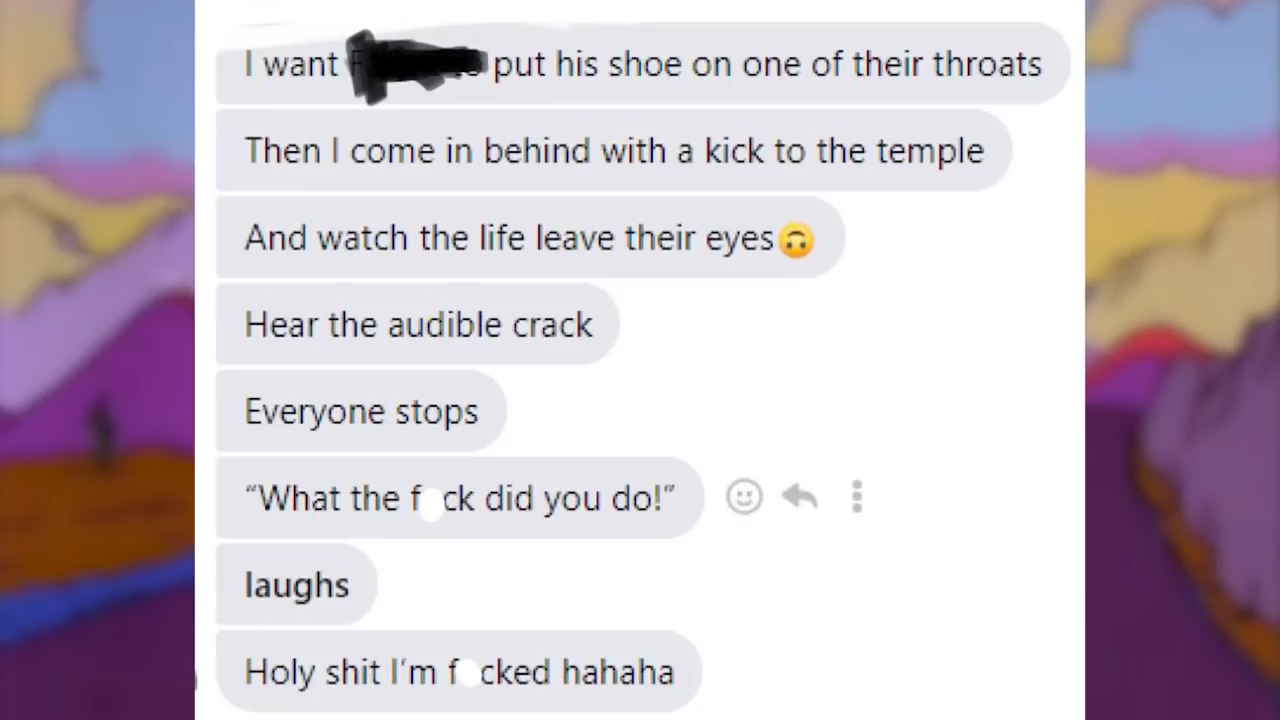 I want put his shoe on one of their throats
Then I come in behind with a kick to the temple
And watch the life leave their eyes🙃
Hear the audible crack
Everyone stops
“What the f ck did you do!”
laughs
Holy shit I'm f cked hahaha